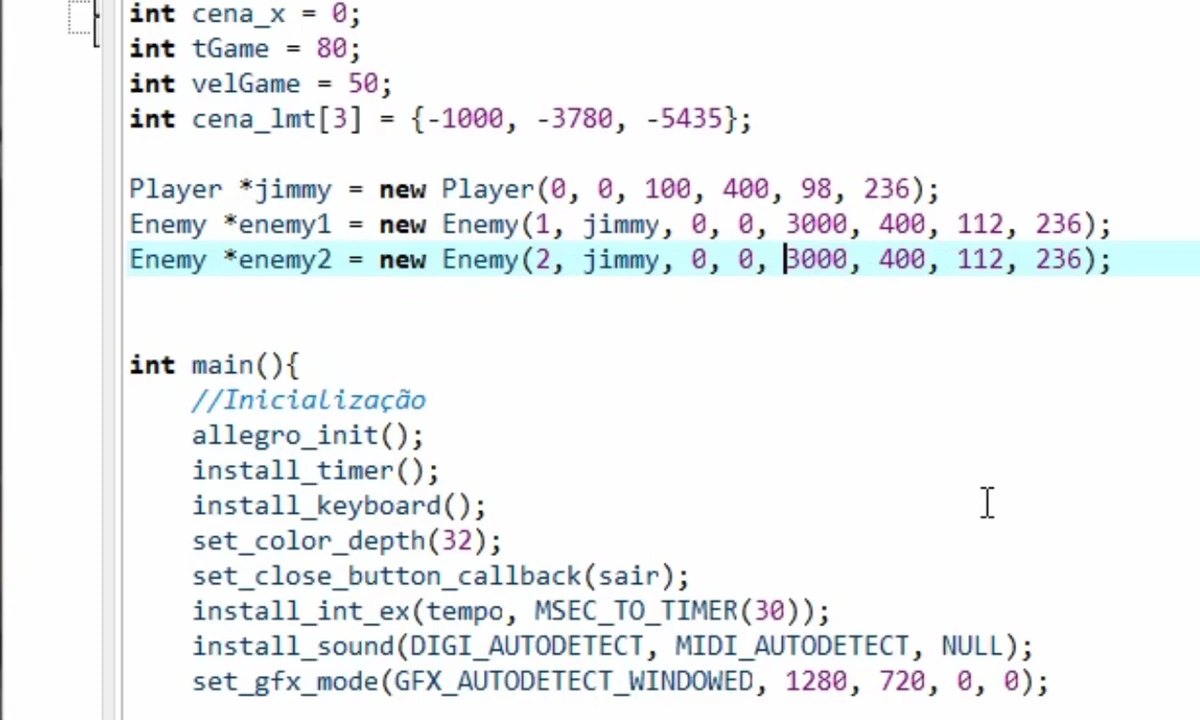 int cena_x = 0;
int tGame = 80;
int velGame = 50;
int cena_lmt[3] = {-1000, -3780, -5435};
Player *jimmy = new Player(0, 0, 100, 400, 98, 236);
Enemy *enemy1 = new Enemy(1, jimmy, 0, 0, 3000, 400, 112, 236);
Enemy *enemy2 = new Enemy(2, jimmy, 0, 0, 3000, 400, 112, 236);
int main(){
//Inicialização
allegro_init();
install_timer();
install_keyboard();
set_color_depth(32);
set_close_button_callback(sair);
install_int_ex(tempo, MSEC_TO_TIMER(30));
install_sound(DIGI_AUTODETECT, MIDI_AUTODETECT, NULL);
set_gfx_mode(GFX_AUTODETECT_WINDOWED, 1280, 720, 0, 0);